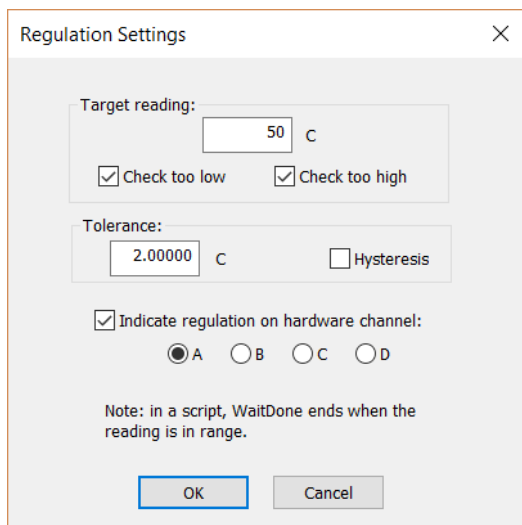 Regulation Settings
Target reading:
50 C
Check too low Check too high
Tolerance:
2.00000 C Hysteresis
Indicate regulation on hardware channel:
A B C D
Note: in a script, WaitDone ends when the
reading is in range.
OK Cancel